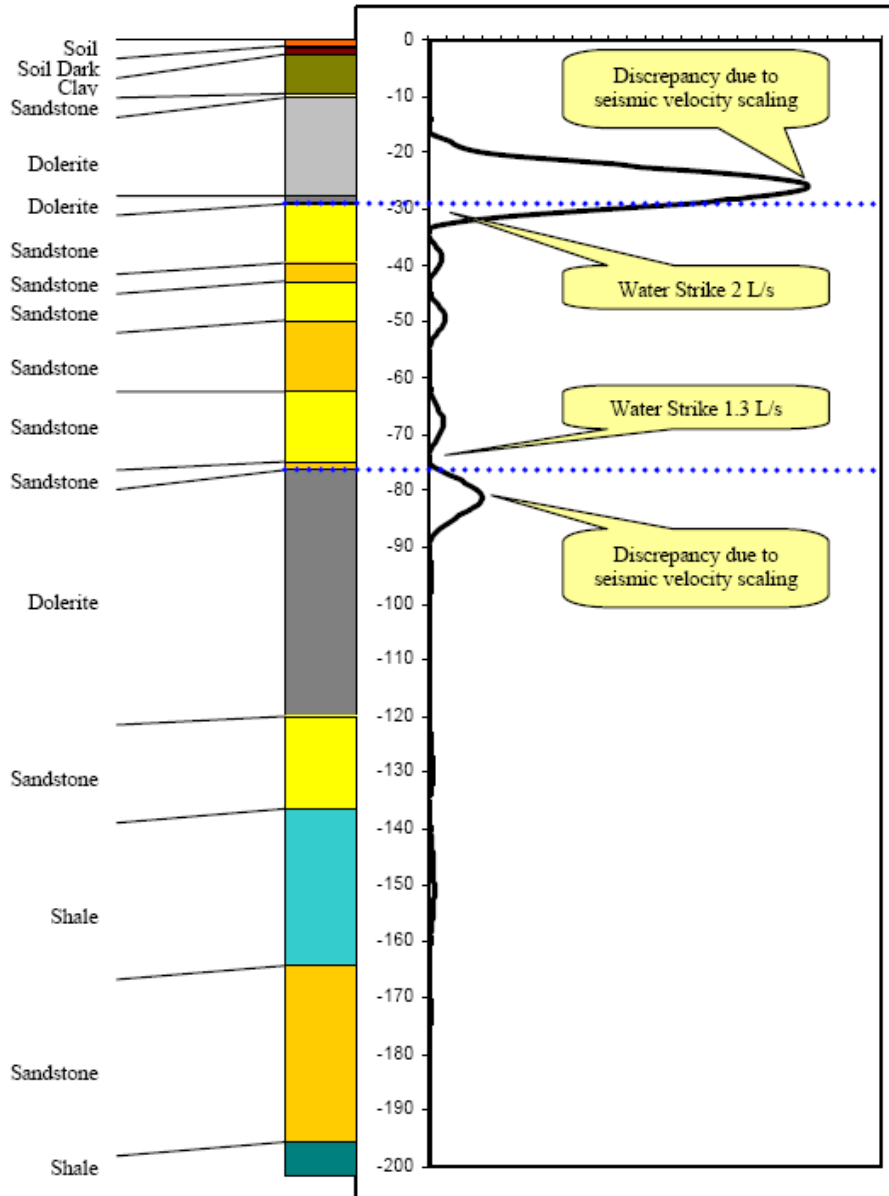 Soil
Soil Dark
Clay
Sandstone
Dolerite
Dolerite
Sandstone
Sandstone
Sandstone
Sandstone
Sandstone
Sandstone
Dolerite
Sandstone
Shale
Sandstone
Shale
0
-10
-20
-30
-40
-50
-60
-70
-80
-90
-100
-110
-120
-130
-140
-150
-160
-170
-180
-190
-200
Discrepancy due to
seismic velocity scaling
Water Strike 2 L/s
Water Strike 1.3 L/s
Discrepancy due to
seismic velocity scaling